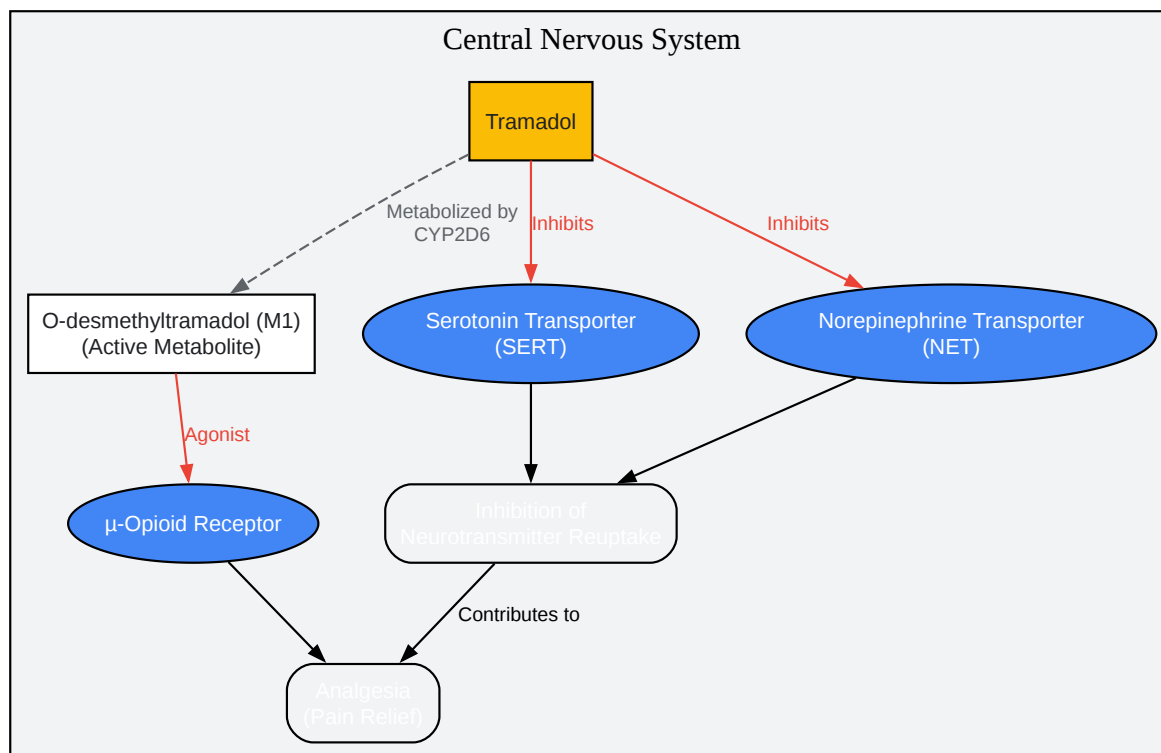 Central Nervous System
Tramadol
Metabolized by
CYP2D6
Inhibits
Inhibits
O-desmethyltramadol (M1)
(Active Metabolite)
Serotonin Transporter
(SERT)
Norepinephrine Transporter
(NET)
Agonist
µ-Opioid Receptor
Inhibition of
Neurotransmitter Reuptake
Contributes to
Analgesia
(Pain Relief)